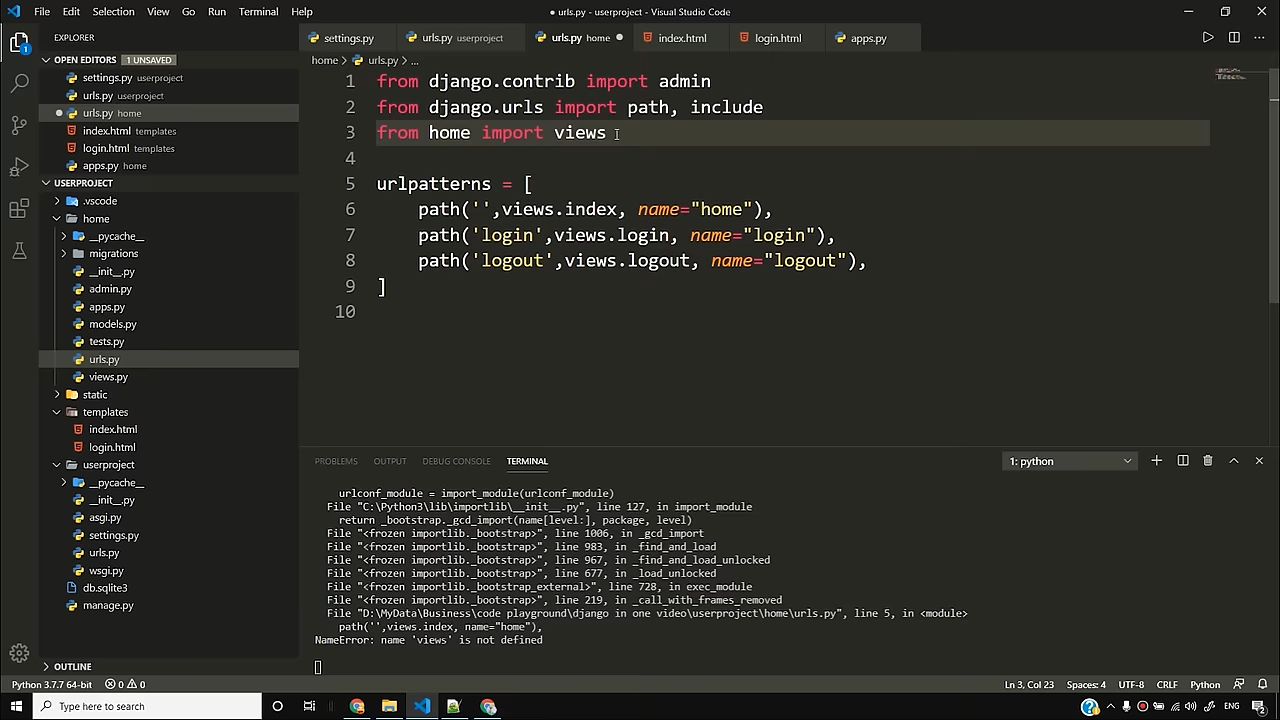 File Edit Selection View Go Run Terminal Help
● urls.py - userproject - Visual Studio Code
EXPLORER
OPEN EDITORS 1 UNSAVED
settings.py userproject
urls.py userproject
urls.py home
index.html templates
login.html templates
apps.py home
USERPROJECT
.vscode
home
__pycache__
migrations
__init__.py
admin.py
apps.py
models.py
tests.py
urls.py
views.py
static
templates
index.html
login.html
userproject
__pycache__
__init__.py
asgi.py
settings.py
urls.py
wsgi.py
db.sqlite3
manage.py
OUTLINE
1
settings.py urls.py userproject urls.py home index.html login.html apps.py
home > urls.py > ...
1 from django.contrib import admin
2 from django.urls import path, include
3 from home import views
4
5 urlpatterns = [
6 path('',views.index, name="home"),
7 path('login',views.login, name="login"),
8 path('logout',views.logout, name="logout"),
9 ]
10
PROBLEMS OUTPUT DEBUG CONSOLE TERMINAL 1: python
urlconf_module = import_module(urlconf_module)
File "C:\Python3\lib\importlib\__init__.py", line 127, in import_module
return _bootstrap._gcd_import(name[level:], package, level)
File "<frozen importlib._bootstrap>", line 1006, in _gcd_import
File "<frozen importlib._bootstrap>", line 983, in _find_and_load
File "<frozen importlib._bootstrap>", line 967, in _find_and_load_unlocked
File "<frozen importlib._bootstrap>", line 677, in _load_unlocked
File "<frozen importlib._bootstrap_external>", line 728, in exec_module
File "<frozen importlib._bootstrap>", line 219, in _call_with_frames_removed
File "D:\MyData\Business\code playground\django in one video\userproject\home\urls.py", line 5, in <module>
path('',views.index, name="home"),
NameError: name 'views' is not defined
Python 3.7.7 64-bit 0 0 Ln 3, Col 23 Spaces: 4 UTF-8 CRLF Python
Type here to search
ENG